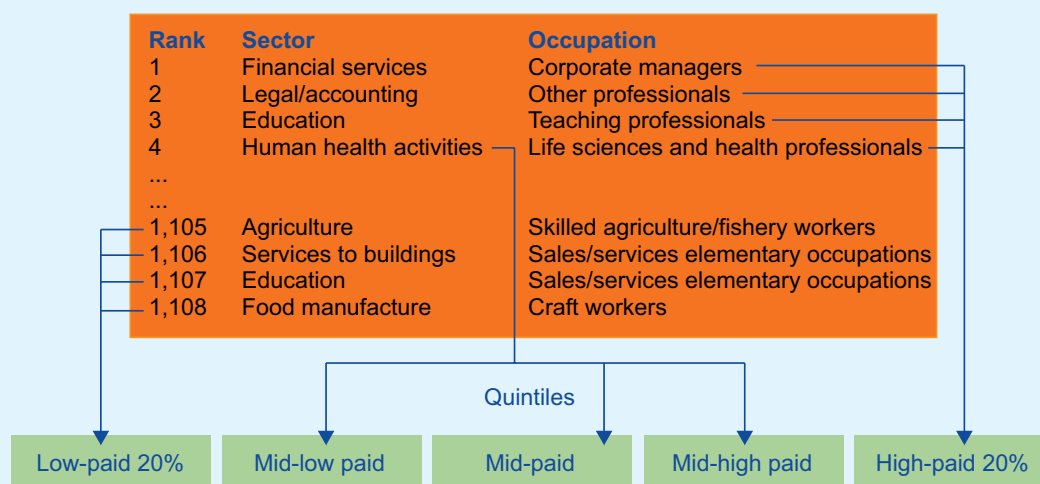 Rank Sector Occupation
1 Financial services Corporate managers
2 Legal/accounting Other professionals
3 Education Teaching professionals
4 Human health activities Life sciences and health professionals
...
...
1,105 Agriculture Skilled agriculture/fishery workers
1,106 Services to buildings Sales/services elementary occupations
1,107 Education Sales/services elementary occupations
1,108 Food manufacture Craft workers
Quintiles
Low-paid 20% Mid-low paid Mid-paid Mid-high paid High-paid 20%